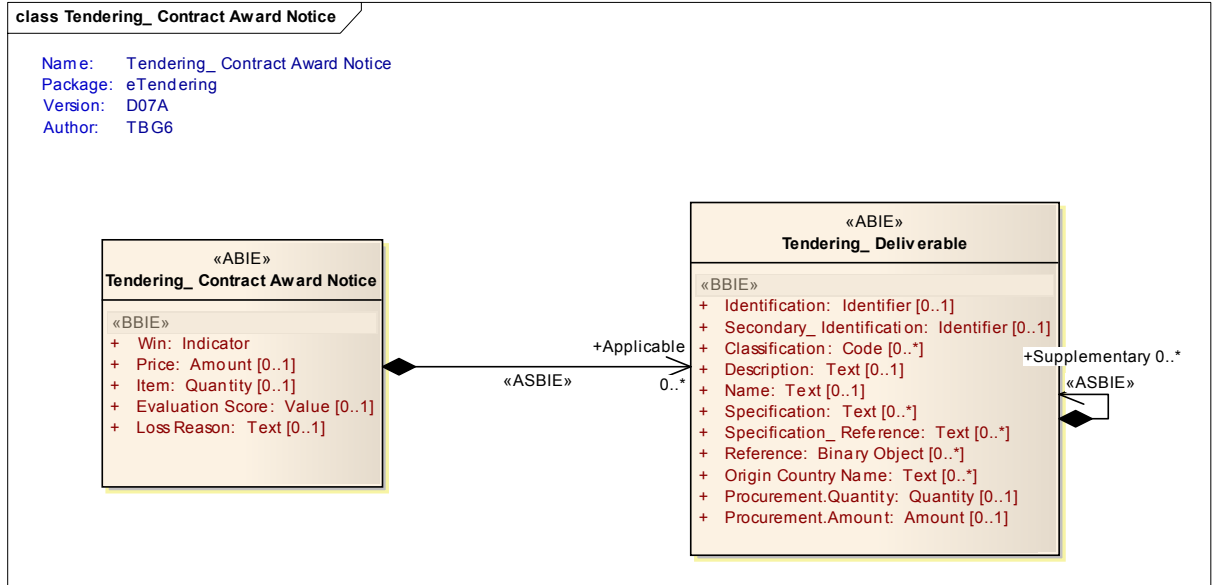 class Tendering_ Contract Award Notice
Name: Tendering_ Contract Award Notice
Package: eTendering
Version: D07A
Author: TBG6
«ABIE»
Tendering_ Contract Award Notice
«BBIE»
+ Win: Indicator
+ Price: Amount [0..1]
+ Item: Quantity [0..1]
+ Evaluation Score: Value [0..1]
+ Loss Reason: Text [0..1]
+Applicable
0..*
«ASBIE»
«ABIE»
Tendering_ Deliverable
«BBIE»
+ Identification: Identifier [0..1]
+ Secondary_ Identification: Identifier [0..1]
+ Classification: Code [0..*]
+ Description: Text [0..1]
+ Name: Text [0..1]
+ Specification: Text [0..*]
+ Specification_ Reference: Text [0..*]
+ Reference: Binary Object [0..*]
+ Origin Country Name: Text [0..*]
+ Procurement.Quantity: Quantity [0..1]
+ Procurement.Amount: Amount [0..1]
+Supplementary 0..*
«ASBIE»